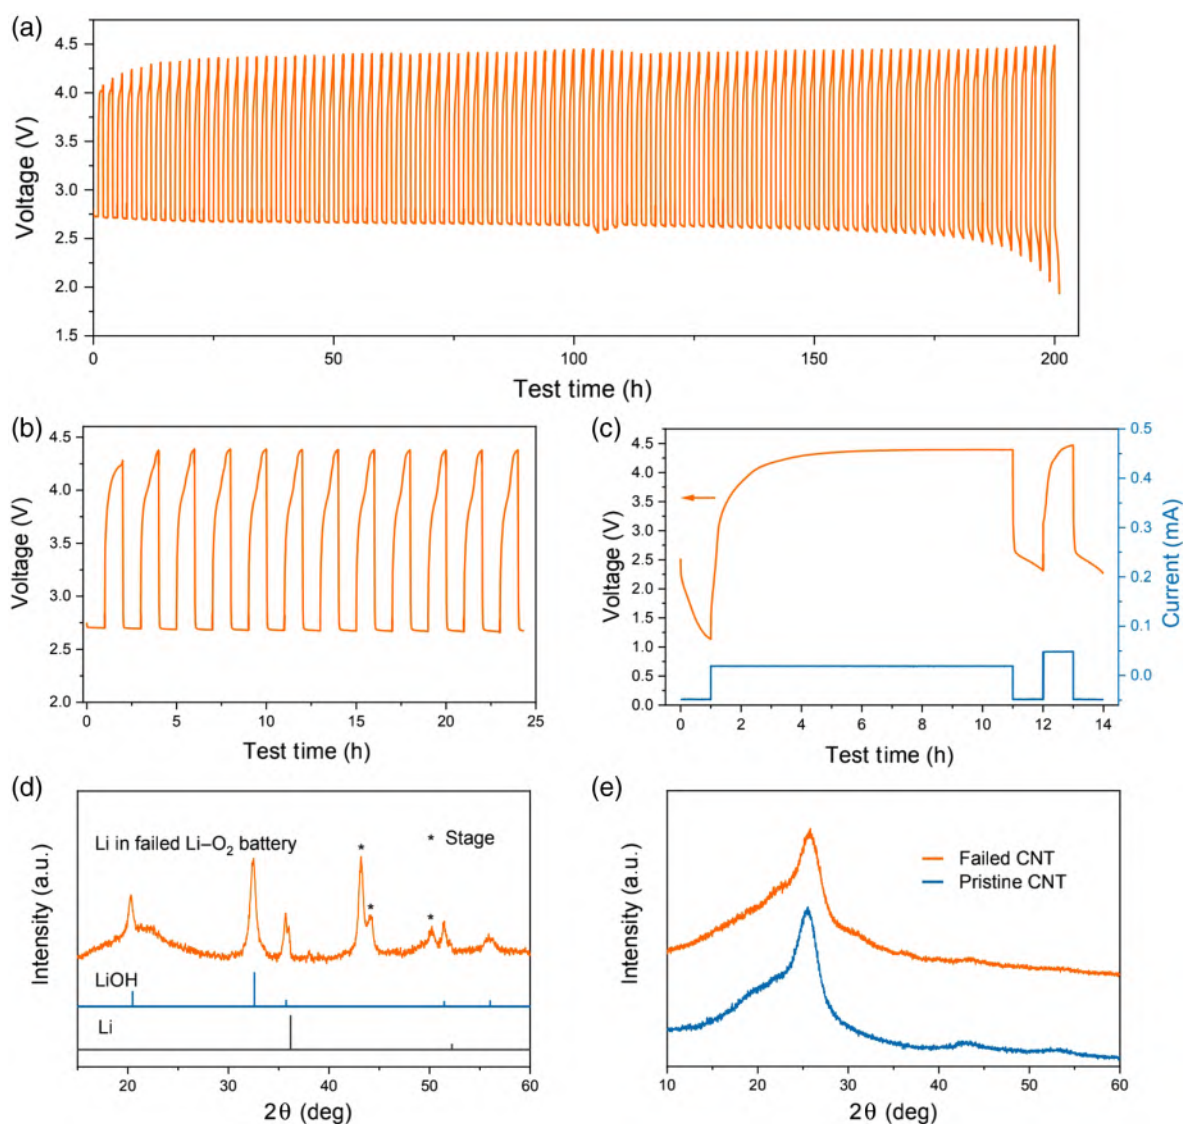 (a)
4.5
4.0
3.5
3.0
2.5
2.0
1.5
Voltage (V)
0
50
100
150
200
Test time (h)
(b)
4.5
4.0
3.5
3.0
2.5
2.0
Voltage (V)
0
5
10
15
20
25
Test time (h)
(c)
4.5
4.0
3.5
3.0
2.5
2.0
1.5
1.0
0.5
0.0
Voltage (V)
0.5
0.4
0.3
0.2
0.1
0.0
Current (mA)
0
2
4
6
8
10
12
14
Test time (h)
(d)
Li in failed Li–O₂ battery
* Stage
*
*
*
LiOH
Li
Intensity (a.u.)
20
30
40
50
60
2θ (deg)
(e)
Failed CNT
Pristine CNT
Intensity (a.u.)
10
20
30
40
50
60
2θ (deg)